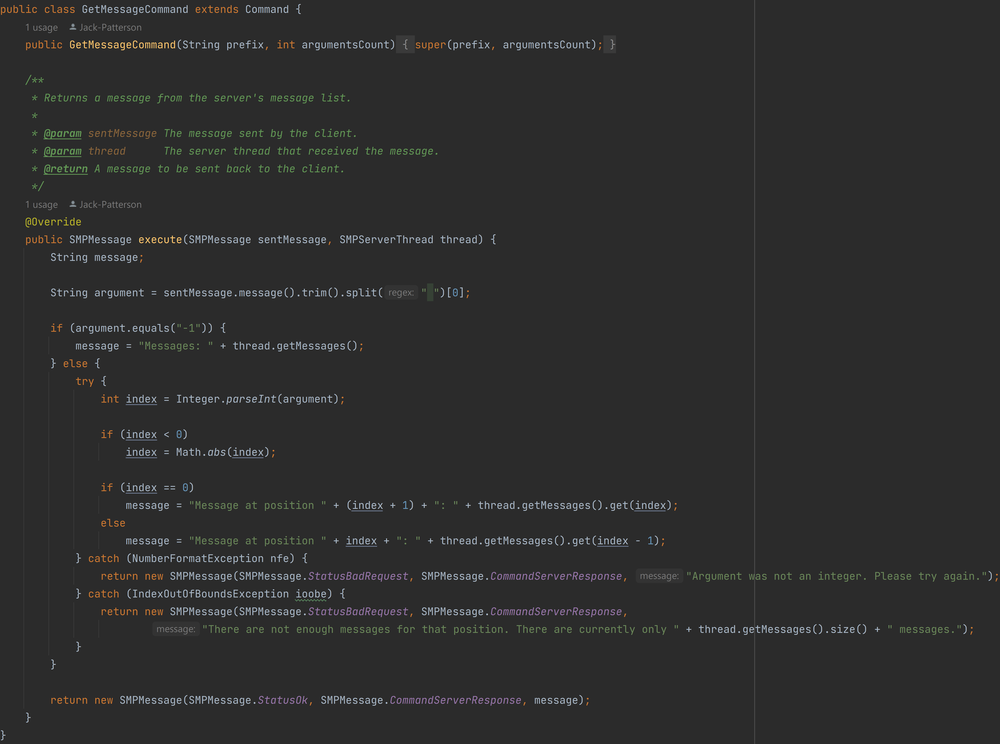 public class GetMessageCommand extends Command {
1 usage Jack-Patterson
public GetMessageCommand(String prefix, int argumentsCount) { super(prefix, argumentsCount); }
/**
* Returns a message from the server's message list.
*
* @param sentMessage The message sent by the client.
* @param thread      The server thread that received the message.
* @return A message to be sent back to the client.
*/
1 usage Jack-Patterson
@Override
public SMPMessage execute(SMPMessage sentMessage, SMPServerThread thread) {
String message;
String argument = sentMessage.message().trim().split( regex: " ")[0];
if (argument.equals("-1")) {
message = "Messages: " + thread.getMessages();
} else {
try {
int index = Integer.parseInt(argument);
if (index < 0)
index = Math.abs(index);
if (index == 0)
message = "Message at position " + (index + 1) + ": " + thread.getMessages().get(index);
else
message = "Message at position " + index + ": " + thread.getMessages().get(index - 1);
} catch (NumberFormatException nfe) {
return new SMPMessage(SMPMessage.StatusBadRequest, SMPMessage.CommandServerResponse, message: "Argument was not an integer. Please try again.");
} catch (IndexOutOfBoundsException ioobe) {
return new SMPMessage(SMPMessage.StatusBadRequest, SMPMessage.CommandServerResponse,
message: "There are not enough messages for that position. There are currently only " + thread.getMessages().size() + " messages.");
}
}
return new SMPMessage(SMPMessage.StatusOk, SMPMessage.CommandServerResponse, message);
}
}